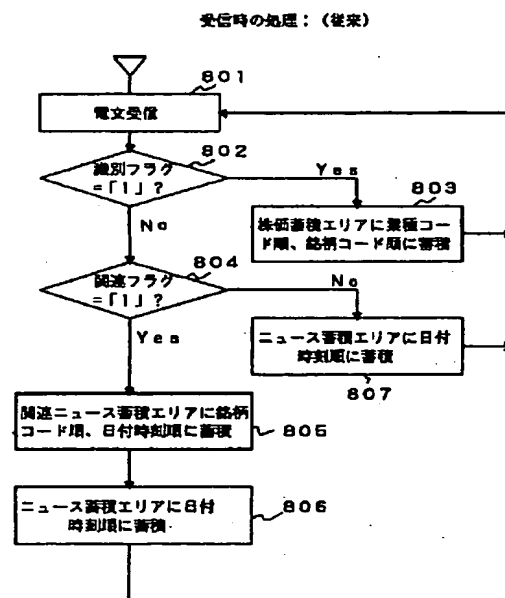 受信時の処理：（従来）
801
電文受信
802
識別フラグ
=「1」？
Yes
803
株価蓄積エリアに業種コー
ド順、銘柄コード順に蓄積
No
804
関連フラグ
=「1」？
No
Yes
ニュース蓄積エリアに日付
時刻順に蓄積
807
関連ニュース蓄積エリアに銘柄
コード順、日付時刻順に蓄積
805
ニュース蓄積エリアに日付
時刻順に蓄積
806